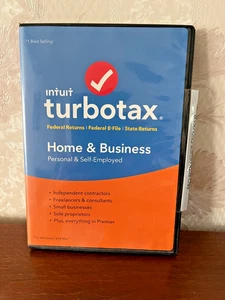 #1 Best Selling
intuit
turbotax®
Federal Returns | Federal E-File | State Returns
Home & Business
Personal & Self-Employed
• Independent contractors
• Freelancers & consultants
• Small businesses
• Sole proprietors
• Plus, everything in Premier